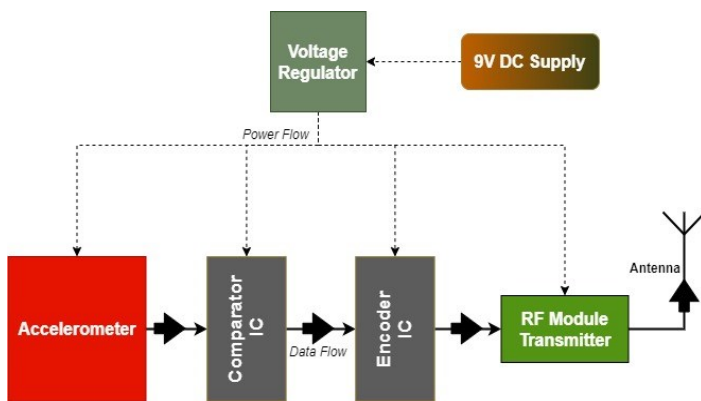 Voltage
Regulator
9V DC Supply
Power Flow
Accelerometer
Comparator
IC
Data Flow
Encoder
IC
RF Module
Transmitter
Antenna